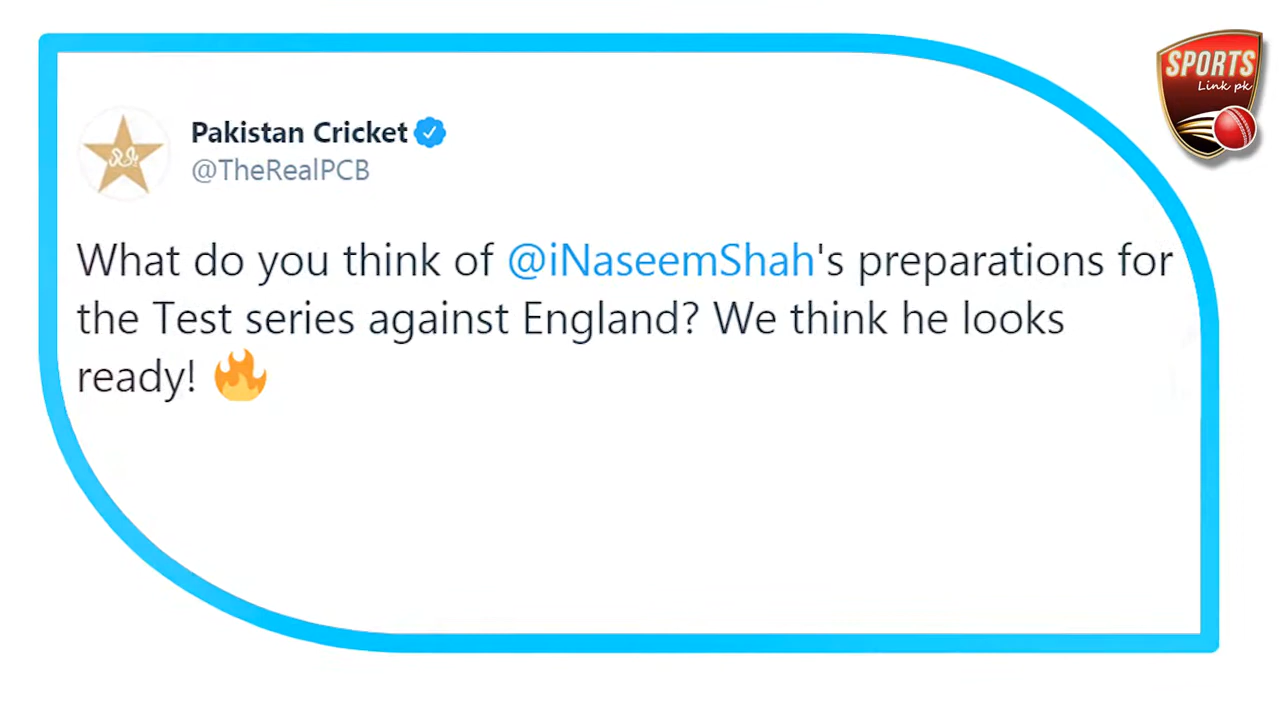 SPORTS
Link pk
Pakistan Cricket
@TheRealPCB
What do you think of @iNaseemShah's preparations for
the Test series against England? We think he looks
ready! 🔥